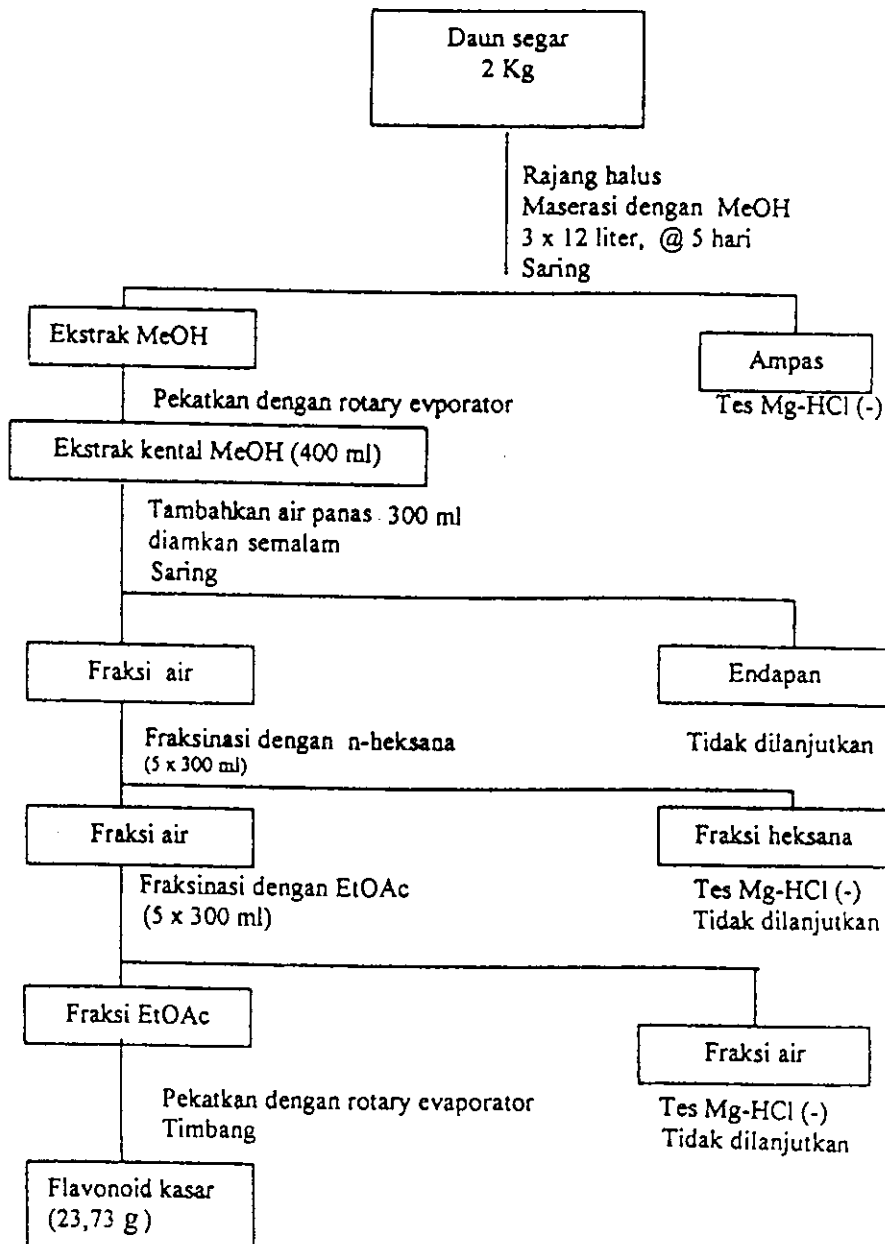 Daun segar
2 Kg
Rajang halus
Maserasi dengan MeOH
3 x 12 liter, @ 5 hari
Saring
Ekstrak MeOH
Ampas
Tes Mg-HCl (-)
Pekatkan dengan rotary evporator
Ekstrak kental MeOH (400 ml)
Tambahkan air panas 300 ml
diamkan semalam
Saring
Fraksi air
Endapan
Fraksinasi dengan n-heksana
(5 x 300 ml)
Tidak dilanjutkan
Fraksi air
Fraksi heksana
Fraksinasi dengan EtOAc
(5 x 300 ml)
Tes Mg-HCl (-)
Tidak dilanjutkan
Fraksi EtOAc
Fraksi air
Pekatkan dengan rotary evaporator
Timbang
Tes Mg-HCl (-)
Tidak dilanjutkan
Flavonoid kasar
(23,73 g )